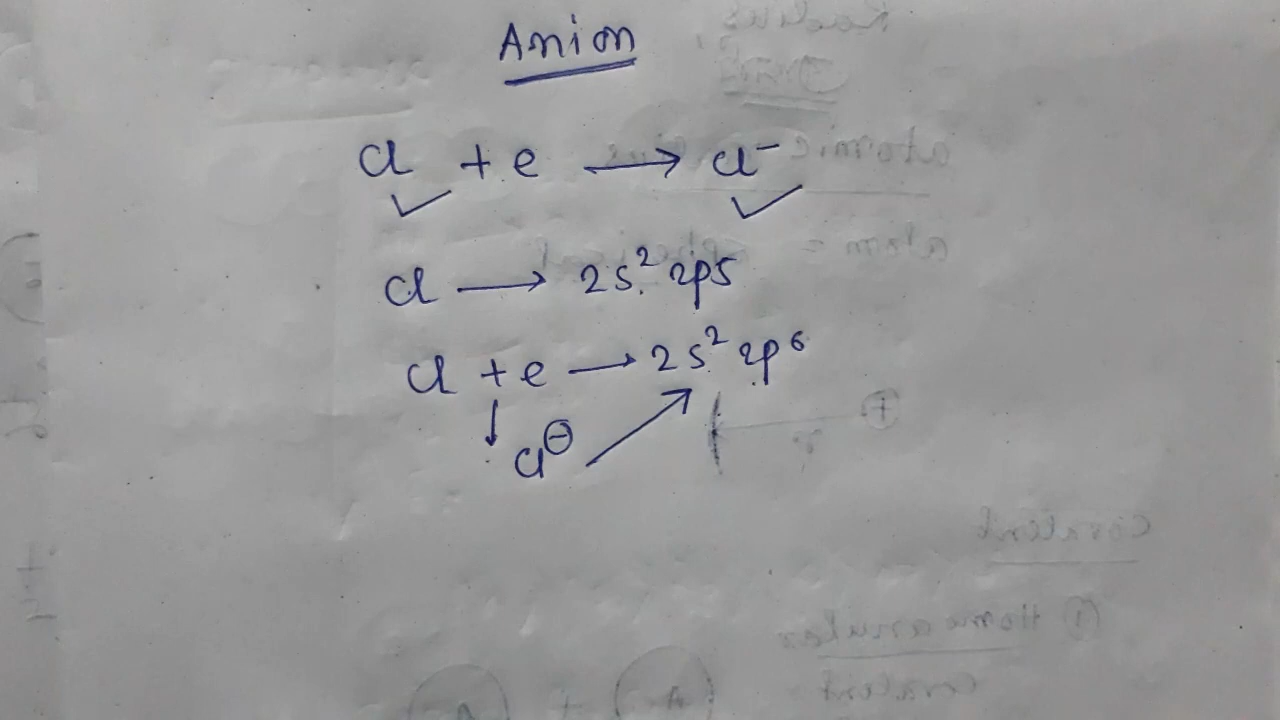 Anion
Cl + e → Cl⁻
Cl → 2s² 2p5
Cl + e → 2s² 2p⁶
↓
Cl⊖